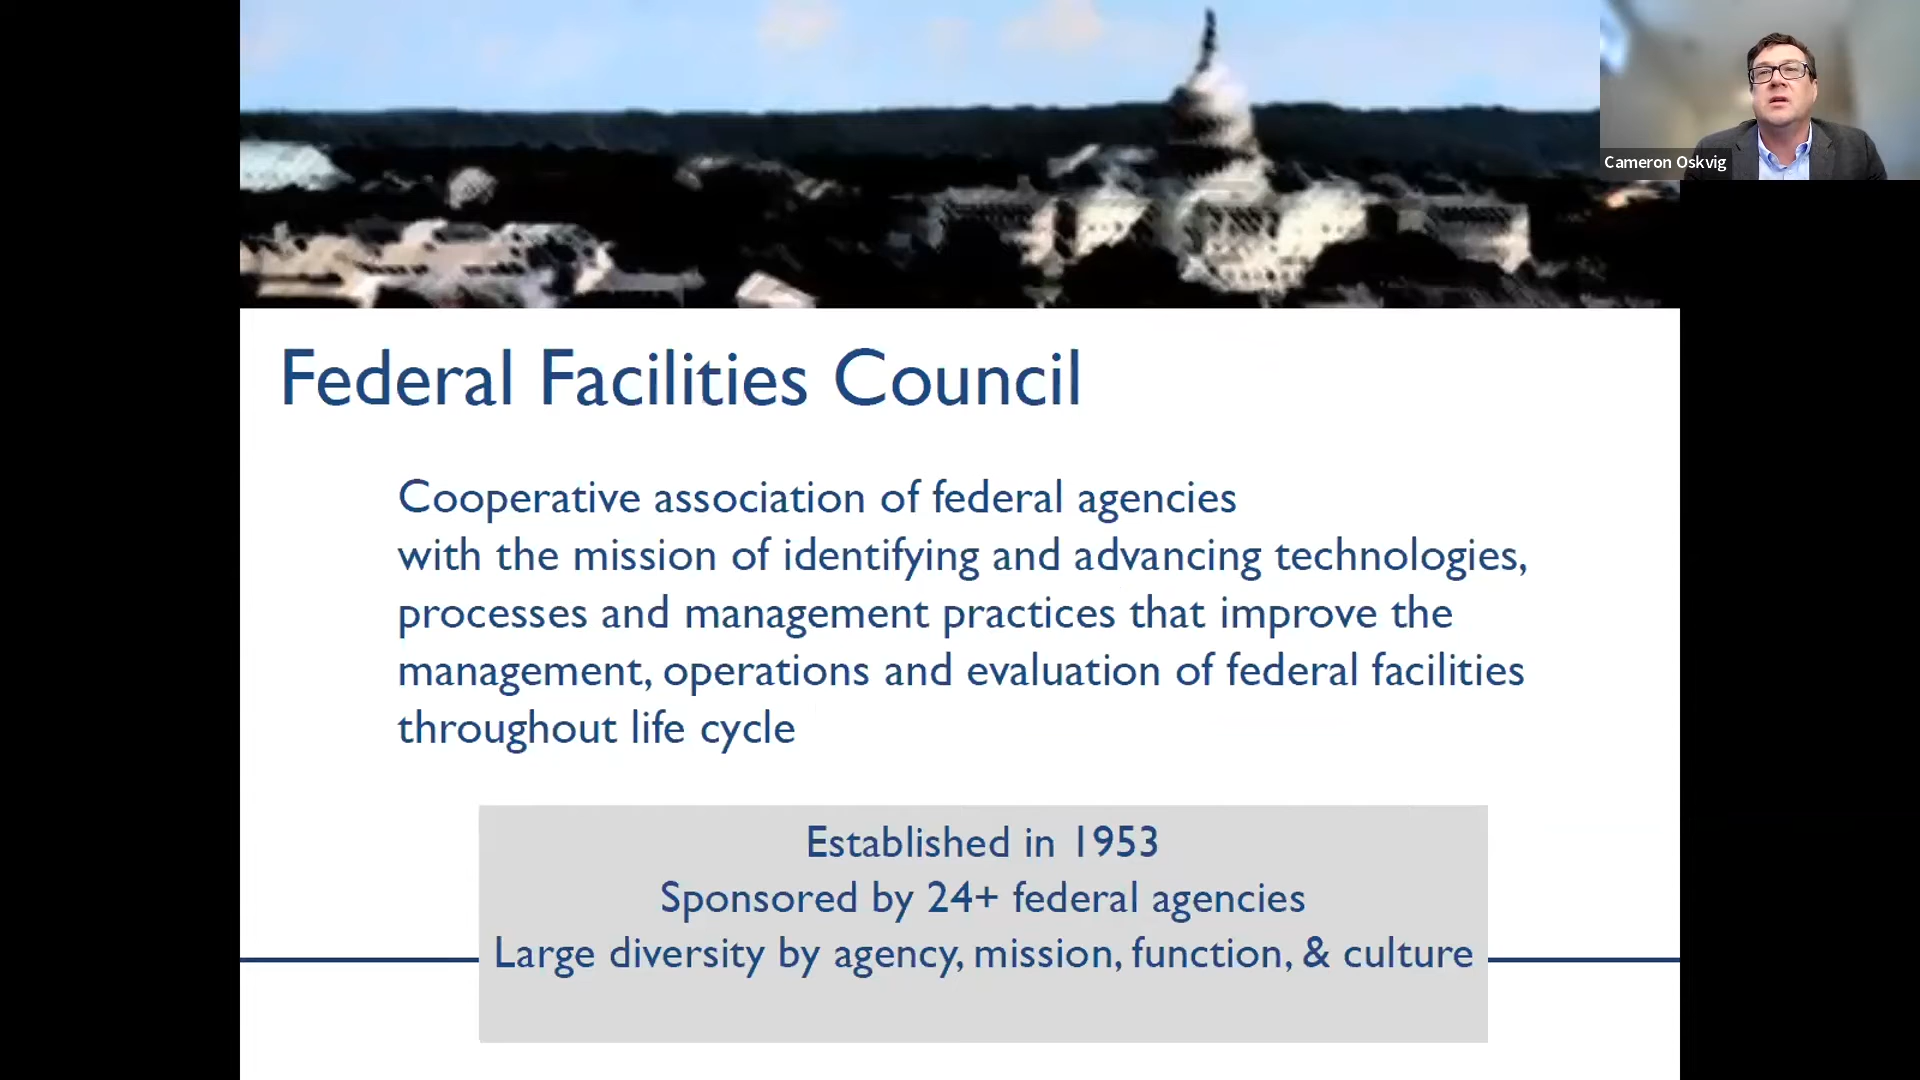 Cameron Oskvig
Federal Facilities Council
Cooperative association of federal agencies
with the mission of identifying and advancing technologies,
processes and management practices that improve the
management, operations and evaluation of federal facilities
throughout life cycle
Established in 1953
Sponsored by 24+ federal agencies
Large diversity by agency, mission, function, & culture